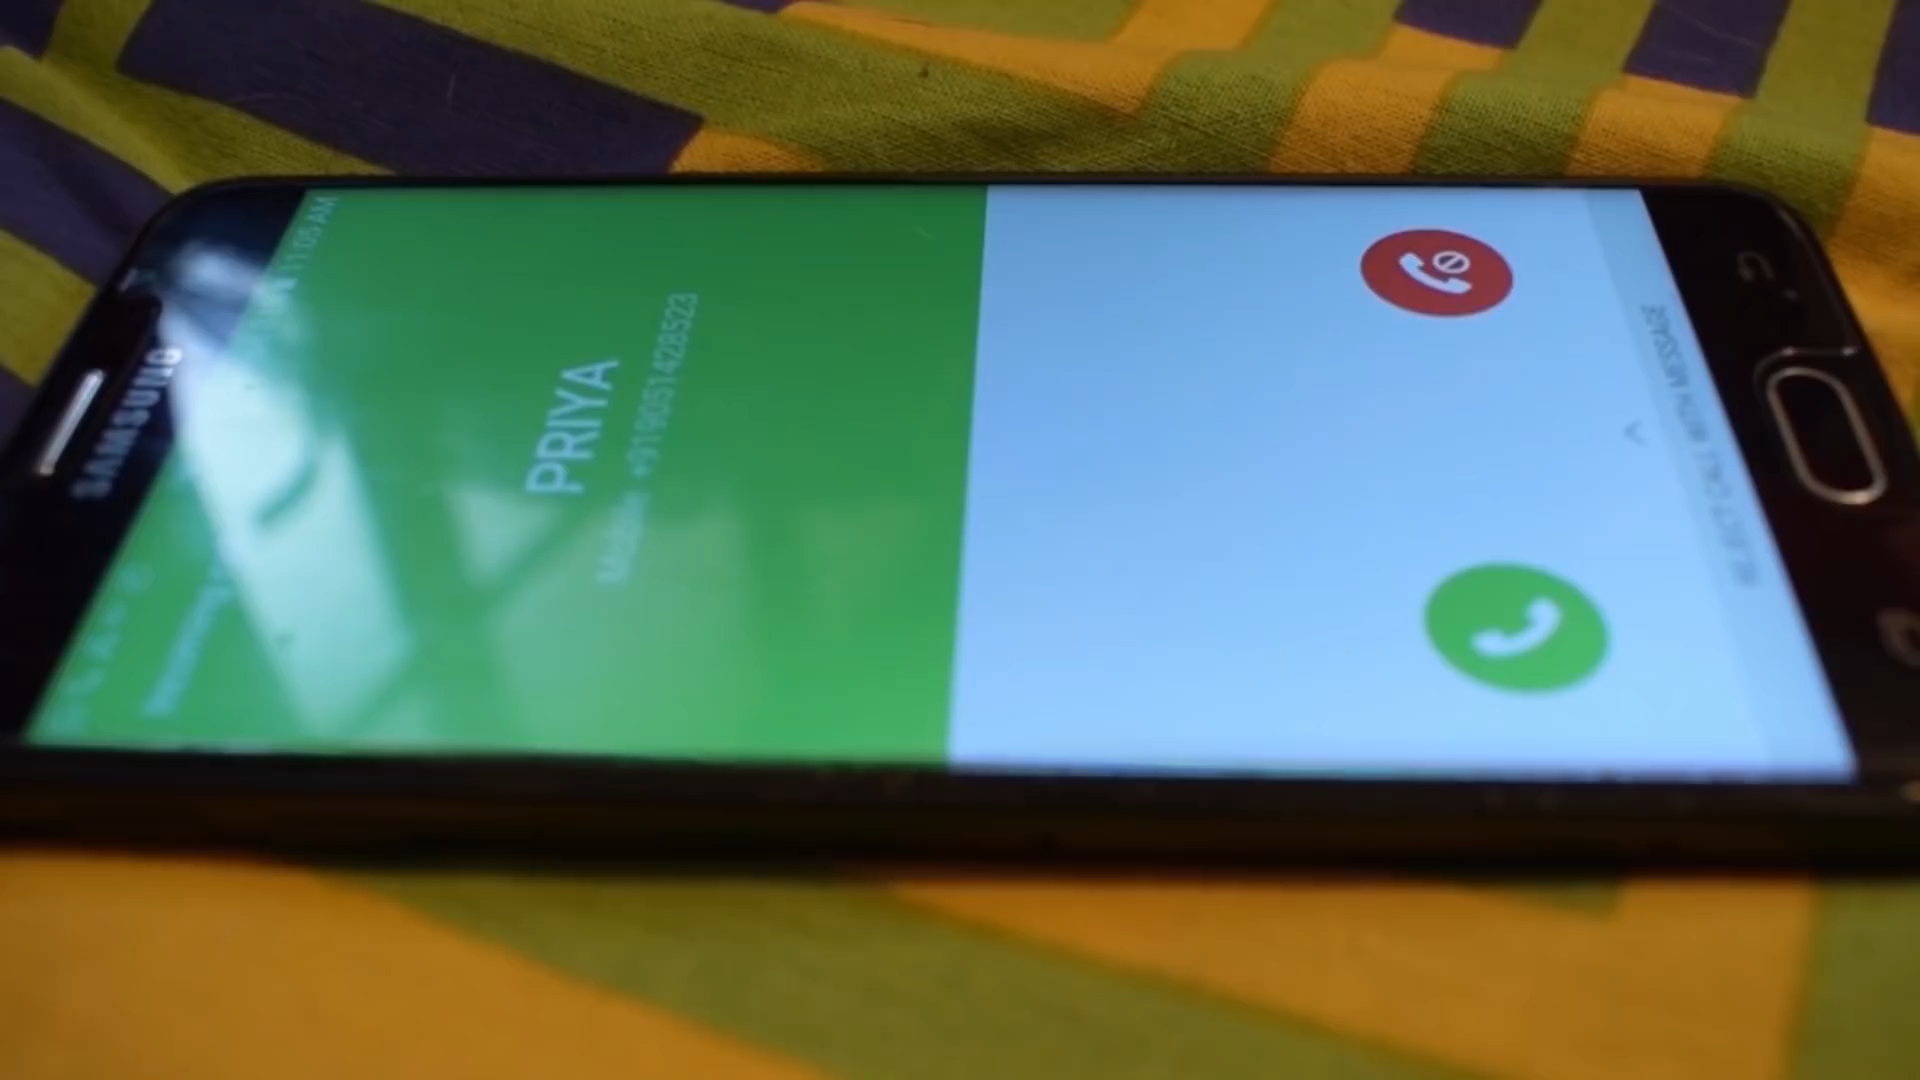 SAMSUNG
11:05 AM
PRIYA
Mobile +919051428523
REJECT CALL WITH MESSAGE